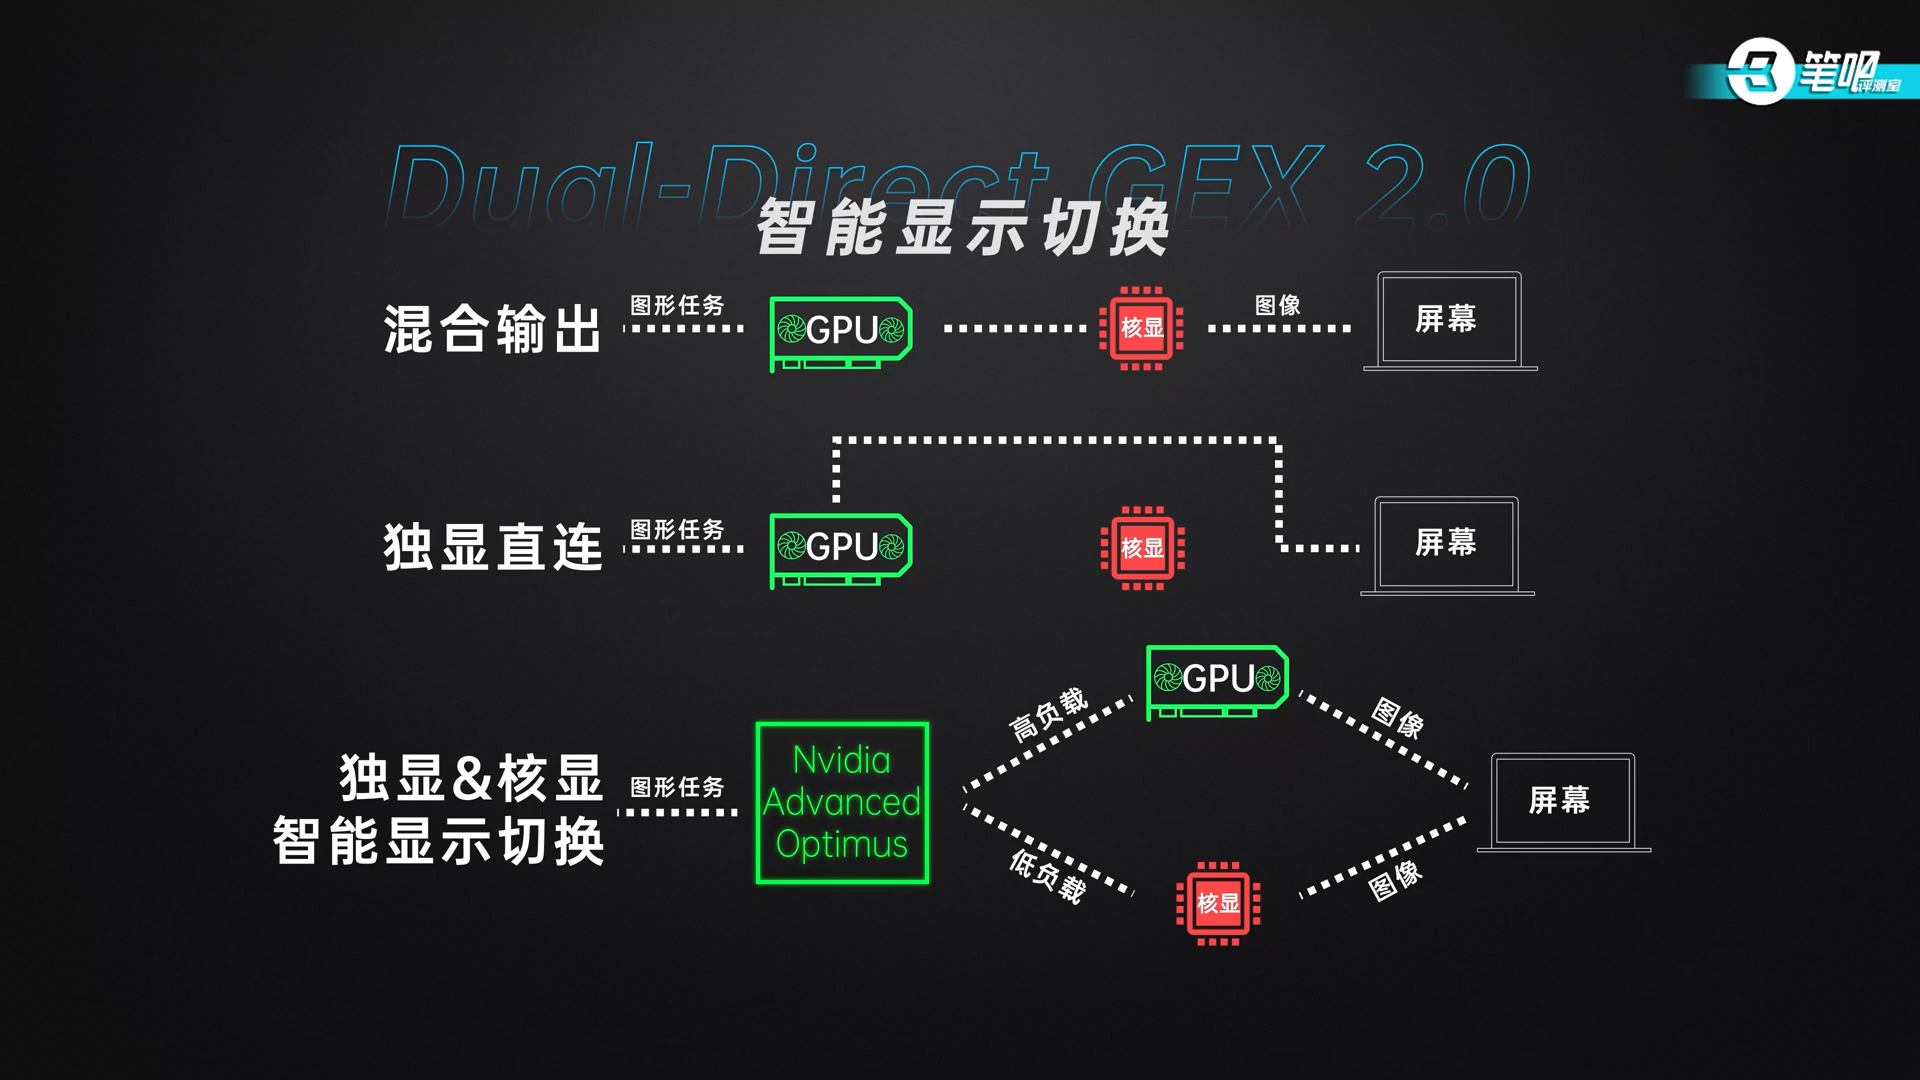 笔吧评测室
Dual-Direct GFX 2.0
智能显示切换
混合输出
图形任务
GPU
核显
图像
屏幕
独显直连
图形任务
GPU
核显
屏幕
独显&核显
智能显示切换
图形任务
Nvidia
Advanced
Optimus
高负载
GPU
图像
低负载
核显
图像
屏幕